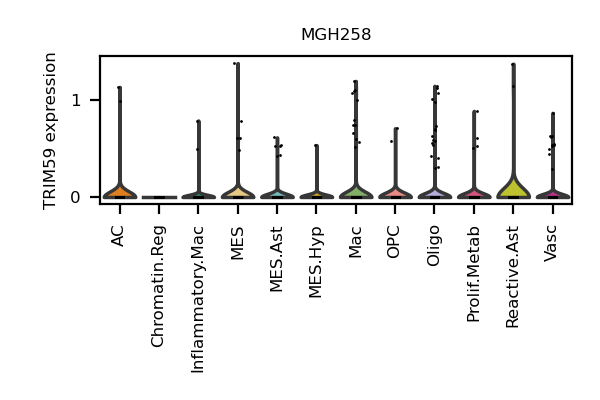 MGH258
TRIM59 expression
1
0
AC
Chromatin.Reg
Inflammatory.Mac
MES
MES.Ast
MES.Hyp
Mac
OPC
Oligo
Prolif.Metab
Reactive.Ast
Vasc